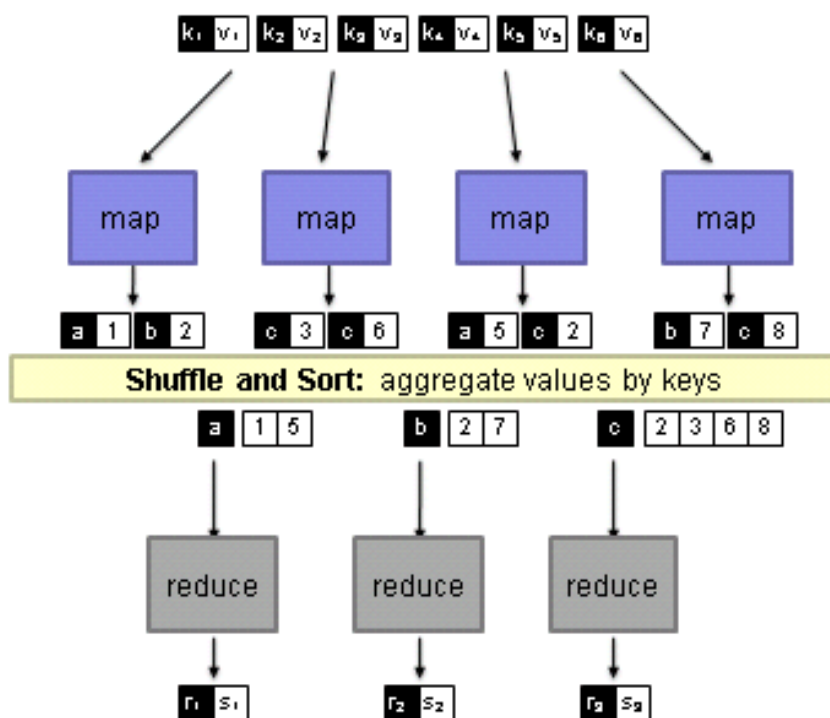 k₁ v₁ k₂ v₂ k₃ v₃ k₄ v₄ k₅ v₅ k₆ v₆
map map map map
a 1 b 2 c 3 c 6 a 5 c 2 b 7 c 8
Shuffle and Sort: aggregate values by keys
a 1 5 b 2 7 c 2 3 6 8
reduce reduce reduce
r₁ s₁ r₂ s₂ r₃ s₃